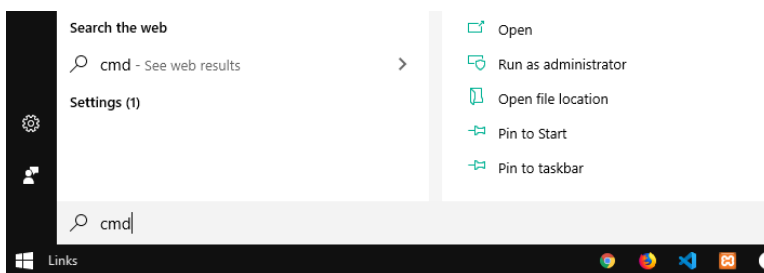 Search the web
cmd - See web results
Settings (1)
Open
Run as administrator
Open file location
Pin to Start
Pin to taskbar
cmd
Links